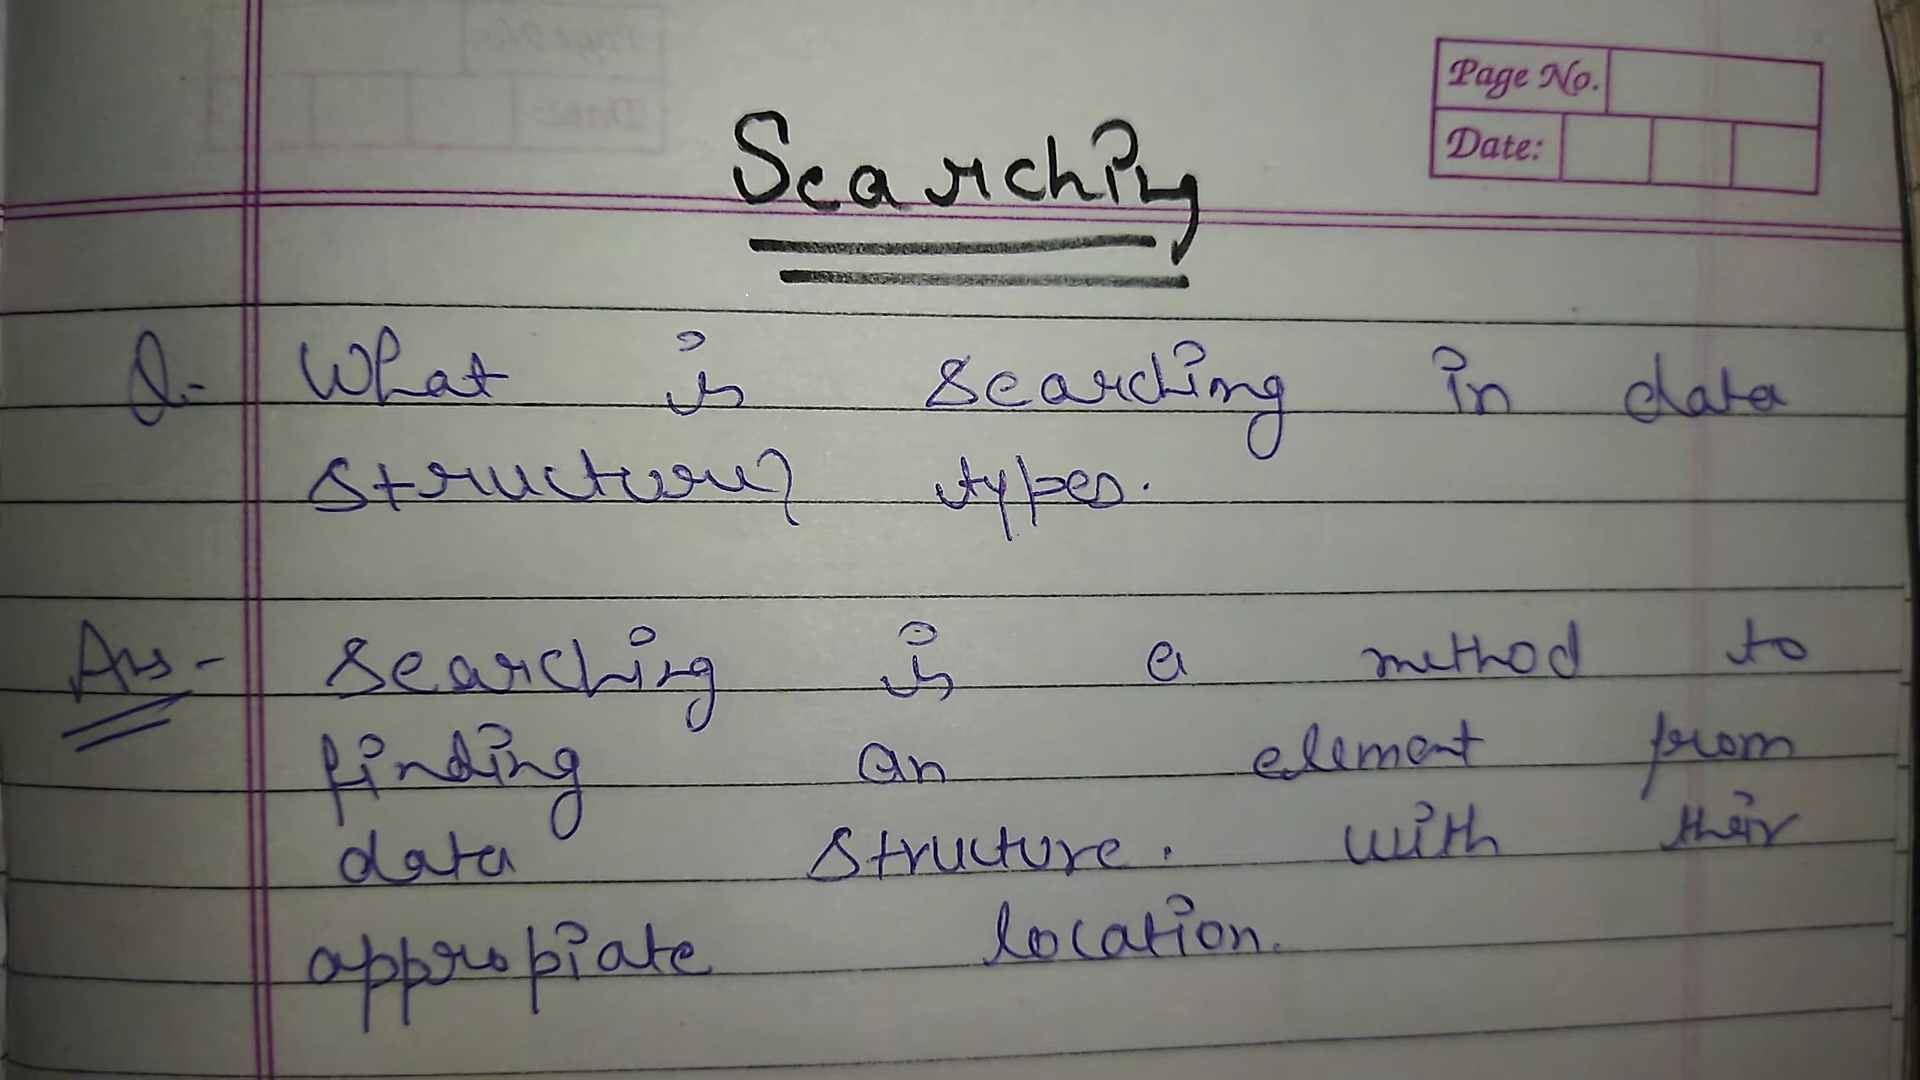 Page No.
Date:
Searching
Q- What is searching in data
structure? types.
Ans- Searching is a method to
finding an element from
data structure. with their
appropiate location.